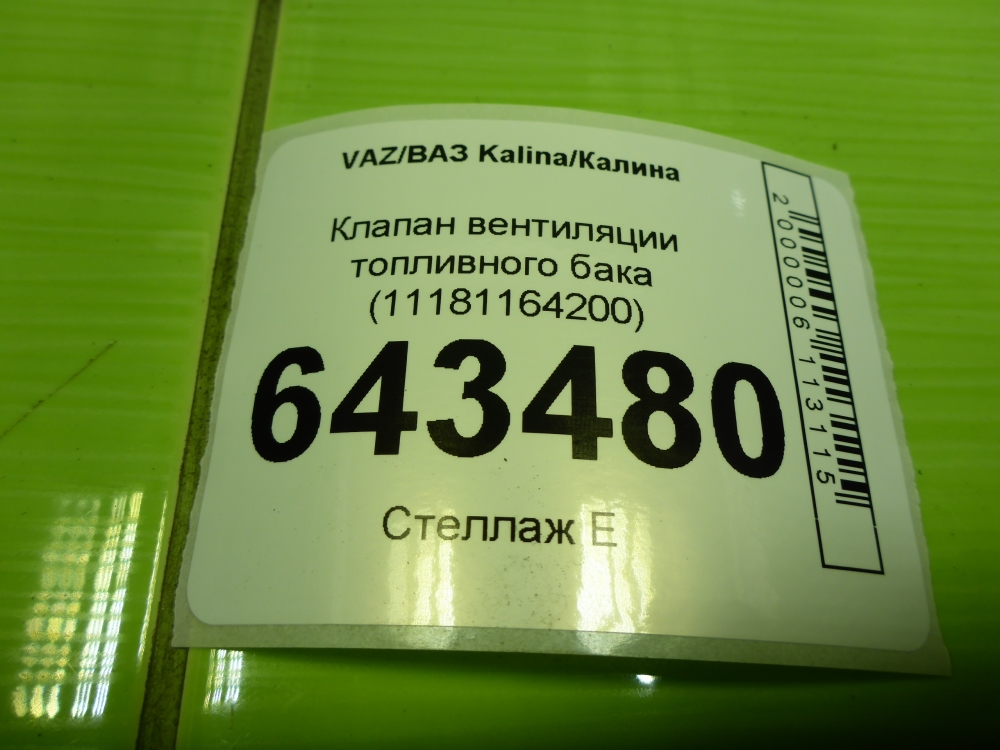 VAZ/ВАЗ Kalina/Калина
Клапан вентиляции
топливного бака
(11181164200)
643480
Стеллаж Е
2000006113115